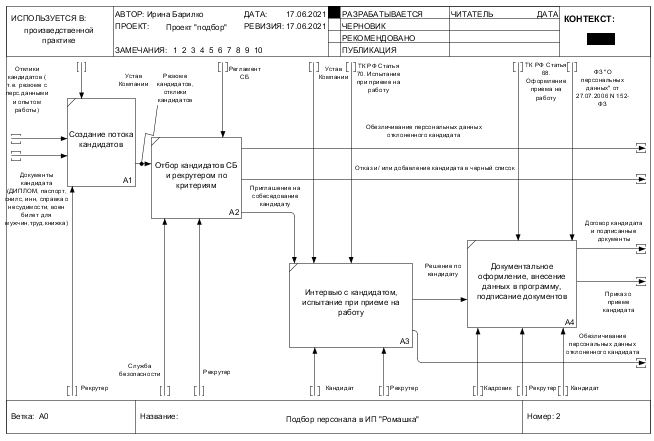 ИСПОЛЬЗУЕТСЯ В:
производственной
практике
АВТОР: Ирина Барилко
ДАТА: 17.06.2021
ПРОЕКТ: Проект "подбор"
РЕВИЗИЯ: 17.06.2021
ЗАМЕЧАНИЯ: 1 2 3 4 5 6 7 8 9 10
РАЗРАБАТЫВАЕТСЯ
ЧЕРНОВИК
РЕКОМЕНДОВАНО
ПУБЛИКАЦИЯ
ЧИТАТЕЛЬ
ДАТА
КОНТЕКСТ:
Отклики
кандидатов (
т.е. резюме с
перс.данными
и опытом
работы)
Устав
Компании
Резюме
кандидатов,
отклики
кандидатов
Регламент
СБ
Устав
Компании
ТК РФ Статья
70. Испытание
при приеме на
работу
ТК РФ Статья
68.
Оформление
приема на
работу
ФЗ "О
персональных
данных" от
27.07.2006 N 152-
ФЗ
Создание потока
кандидатов
A1
Документы
кандидата
(ДИПЛОМ, паспорт,
снилс, инн, справка о
несудимости, воен
билет для
мужчин,труд.книжка)
Отбор кандидатов СБ
и рекрутером по
критериям
A2
Обезличивание персональных данных
отклоненного кандидата
Отказ и/ или добавление кандидата в черный список
Приглашение на
собеседование
кандидату
Интервью с кандидатом,
испытание при приеме на
работу
A3
Решение по
кандидату
Документальное
оформление, внесение
данных в программу,
подписание документов
A4
Договор кандидата
и подписанные
документы
Приказ о
приеме
кандидата
Обезличивание
персональных данных
отклоненного кандидата
Рекрутер
Служба
безопасности
Рекрутер
Кандидат
Рекрутер
Кадровик
Рекрутер
Кандидат
Ветка: A0
Название:
Подбор персонала в ИП "Ромашка"
Номер: 2